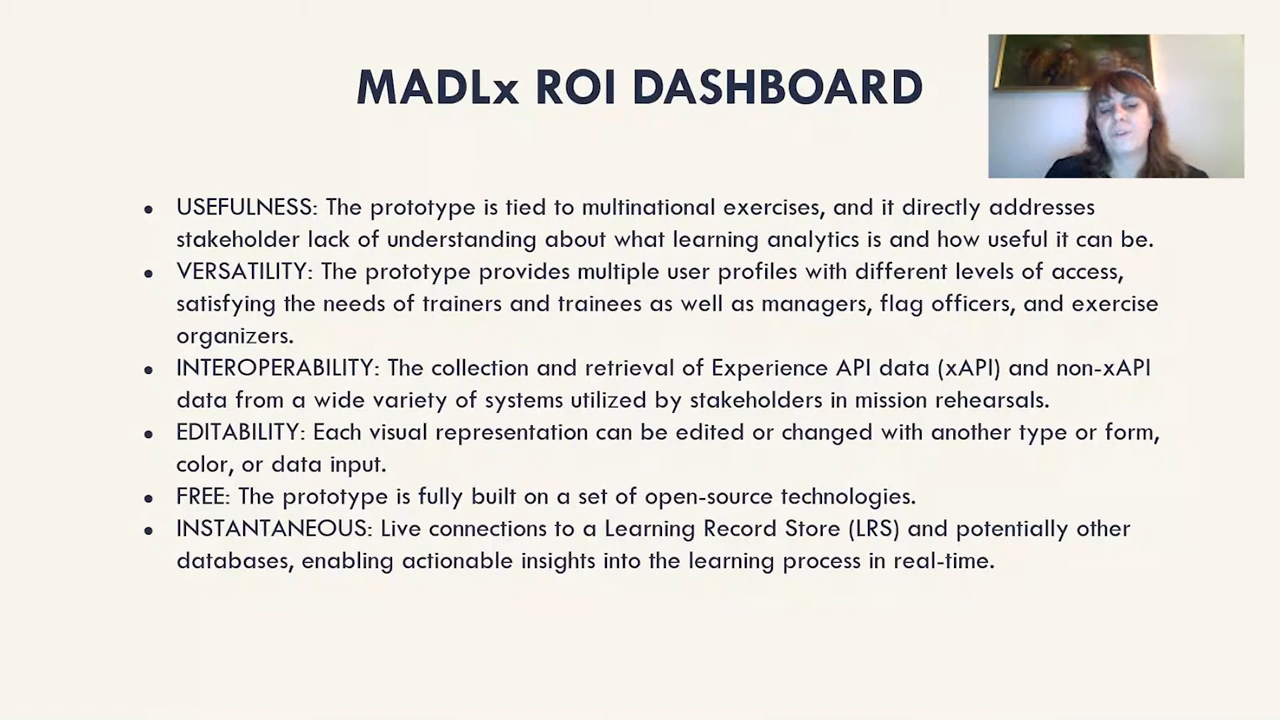 MADLx ROI DASHBOARD
• USEFULNESS: The prototype is tied to multinational exercises, and it directly addresses
stakeholder lack of understanding about what learning analytics is and how useful it can be.
• VERSATILITY: The prototype provides multiple user profiles with different levels of access,
satisfying the needs of trainers and trainees as well as managers, flag officers, and exercise
organizers.
• INTEROPERABILITY: The collection and retrieval of Experience API data (xAPI) and non-xAPI
data from a wide variety of systems utilized by stakeholders in mission rehearsals.
• EDITABILITY: Each visual representation can be edited or changed with another type or form,
color, or data input.
• FREE: The prototype is fully built on a set of open-source technologies.
• INSTANTANEOUS: Live connections to a Learning Record Store (LRS) and potentially other
databases, enabling actionable insights into the learning process in real-time.